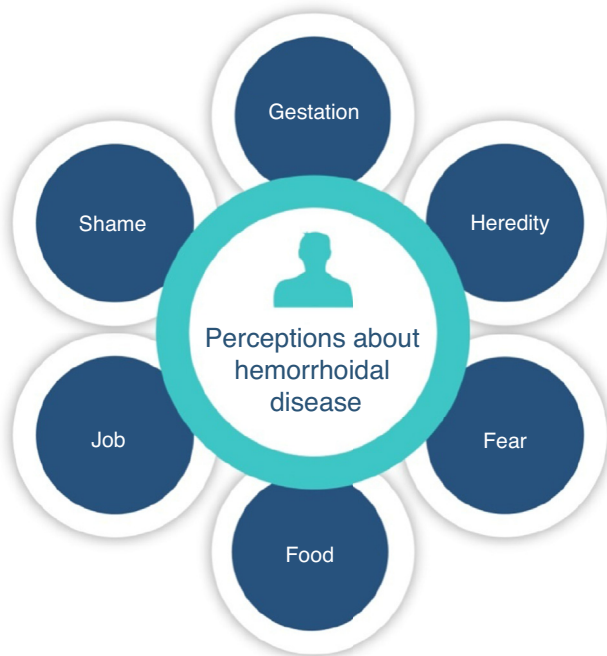 Gestation
Shame
Heredity
Perceptions about
hemorrhoidal
disease
Job
Fear
Food